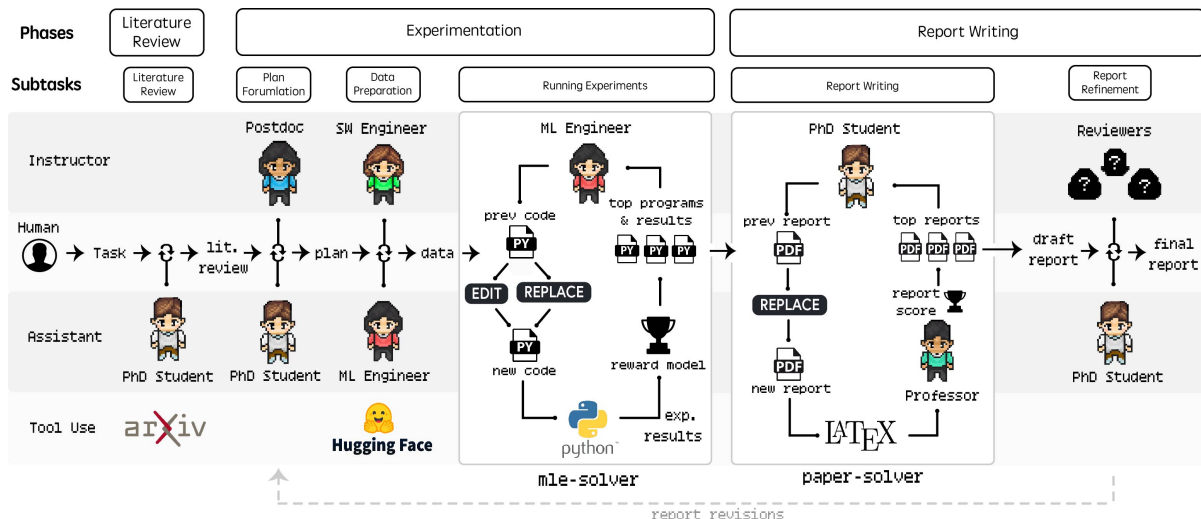 Phases
Literature
Review
Experimentation
Report Writing
Subtasks
Literature
Review
Plan
Forumlation
Data
Preparation
Running Experiments
Report Writing
Report
Refinement
Instructor
Postdoc
SW Engineer
ML Engineer
PhD Student
Reviewers
? ? ?
prev code
PY
top programs
& results
PY PY PY
prev report
PDF
top reports
PDF PDF PDF
Human
Task
lit.
review
plan
data
draft
report
final
report
EDIT
REPLACE
REPLACE
report
score
Assistant
PhD Student
PhD Student
ML Engineer
PY
new code
reward model
PDF
new report
Professor
PhD Student
Tool Use
arXiv
Hugging Face
python™
exp.
results
LATEX
mle-solver
paper-solver
report revisions